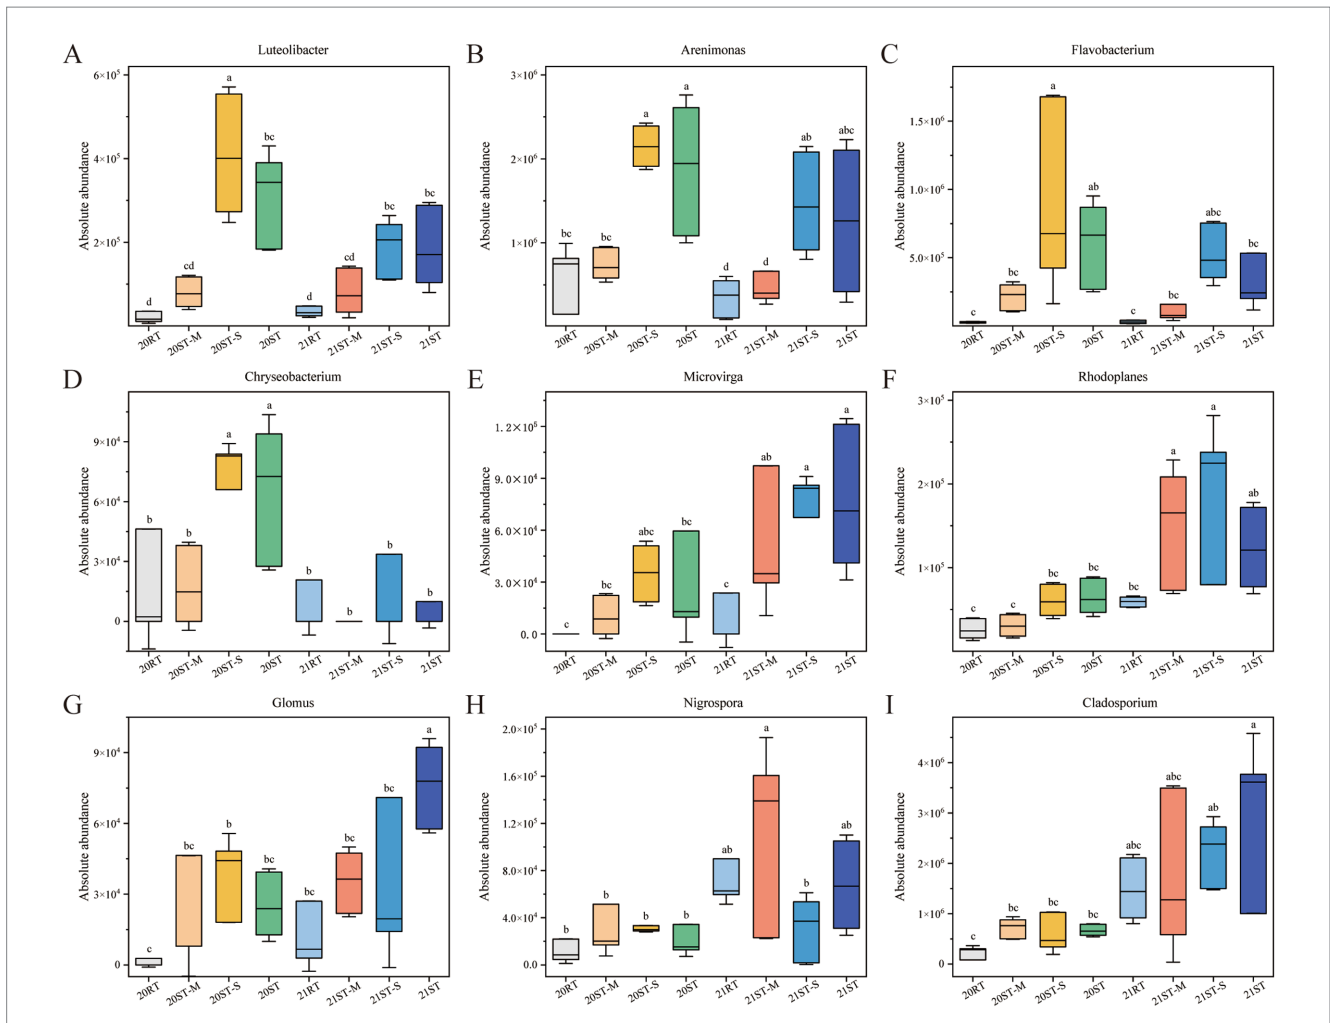 A
Luteolibacter
Absolute abundance
6×10⁵
4×10⁵
2×10⁵
a
bc
cd
d
d
cd
bc
bc
20RT
20ST-M
20ST-S
20ST
21RT
21ST-M
21ST-S
21ST
B
Arenimonas
Absolute abundance
3×10⁶
2×10⁶
1×10⁶
bc
bc
a
a
d
d
ab
abc
20RT
20ST-M
20ST-S
20ST
21RT
21ST-M
21ST-S
21ST
C
Flavobacterium
Absolute abundance
1.5×10⁶
1.0×10⁶
5.0×10⁵
c
bc
a
ab
c
bc
abc
bc
20RT
20ST-M
20ST-S
20ST
21RT
21ST-M
21ST-S
21ST
D
Chryseobacterium
Absolute abundance
9×10⁴
6×10⁴
3×10⁴
0
b
b
a
a
b
b
b
b
20RT
20ST-M
20ST-S
20ST
21RT
21ST-M
21ST-S
21ST
E
Microvirga
Absolute abundance
1.2×10⁵
9.0×10⁴
6.0×10⁴
3.0×10⁴
0.0
c
bc
abc
bc
c
ab
a
a
20RT
20ST-M
20ST-S
20ST
21RT
21ST-M
21ST-S
21ST
F
Rhodoplanes
Absolute abundance
3×10⁵
2×10⁵
1×10⁵
c
c
bc
bc
bc
a
a
ab
20RT
20ST-M
20ST-S
20ST
21RT
21ST-M
21ST-S
21ST
G
Glomus
Absolute abundance
9×10⁴
6×10⁴
3×10⁴
0
c
bc
b
bc
bc
bc
bc
a
20RT
20ST-M
20ST-S
20ST
21RT
21ST-M
21ST-S
21ST
H
Nigrospora
Absolute abundance
2.0×10⁵
1.6×10⁵
1.2×10⁵
8.0×10⁴
4.0×10⁴
0.0
b
b
b
b
ab
a
b
ab
20RT
20ST-M
20ST-S
20ST
21RT
21ST-M
21ST-S
21ST
I
Cladosporium
Absolute abundance
4×10⁶
3×10⁶
2×10⁶
1×10⁶
0
c
bc
bc
bc
abc
abc
ab
a
20RT
20ST-M
20ST-S
20ST
21RT
21ST-M
21ST-S
21ST